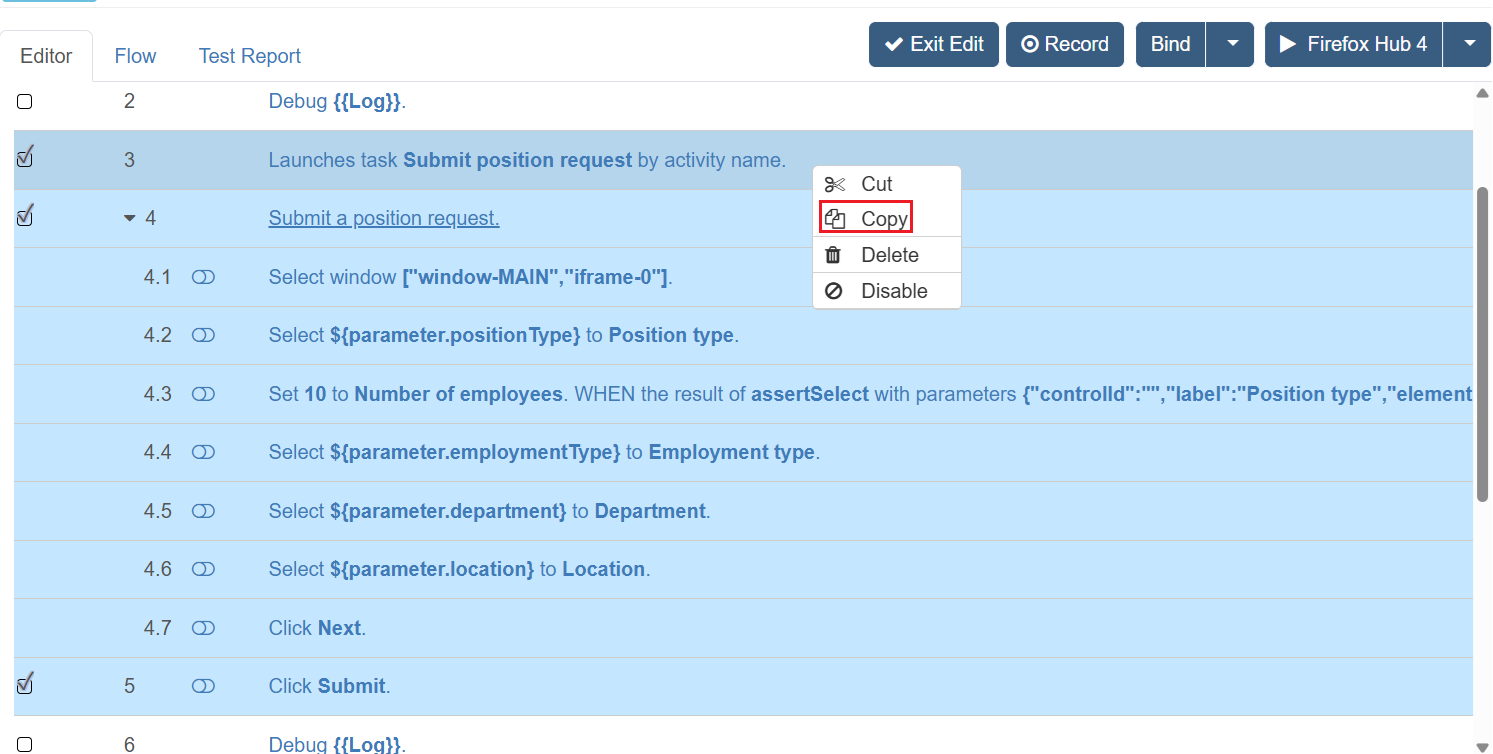 Editor Flow Test Report Exit Edit Record Bind Firefox Hub 4
2 Debug {{Log}}.
3 Launches task Submit position request by activity name.
Cut
4 Submit a position request.
Copy
Delete
4.1 Select window ["window-MAIN","iframe-0"].
Disable
4.2 Select ${parameter.positionType} to Position type.
4.3 Set 10 to Number of employees. WHEN the result of assertSelect with parameters {"controlId":"","label":"Position type","element
4.4 Select ${parameter.employmentType} to Employment type.
4.5 Select ${parameter.department} to Department.
4.6 Select ${parameter.location} to Location.
4.7 Click Next.
5 Click Submit.
6 Debug {{Log}}.